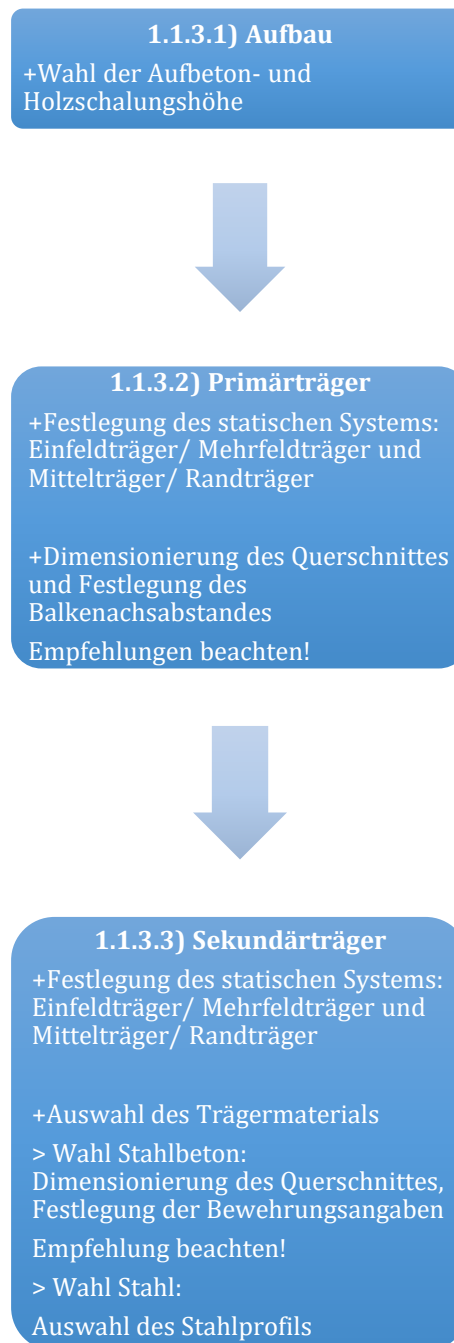 1.1.3.1) Aufbau
+Wahl der Aufbeton- und
Holzschalungshöhe
1.1.3.2) Primärträger
+Festlegung des statischen Systems:
Einfeldträger/ Mehrfeldträger und
Mittelträger/ Randträger
+Dimensionierung des Querschnittes
und Festlegung des
Balkenachsabstandes
Empfehlungen beachten!
1.1.3.3) Sekundärträger
+Festlegung des statischen Systems:
Einfeldträger/ Mehrfeldträger und
Mittelträger/ Randträger
+Auswahl des Trägermaterials
> Wahl Stahlbeton:
Dimensionierung des Querschnittes,
Festlegung der Bewehrungsangaben
Empfehlung beachten!
> Wahl Stahl:
Auswahl des Stahlprofils